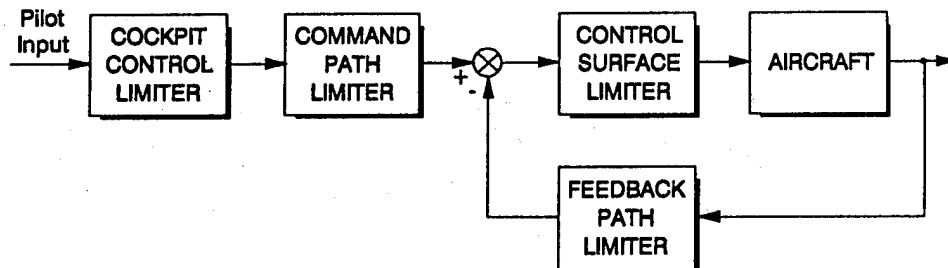 Pilot
Input
COCKPIT
CONTROL
LIMITER
COMMAND
PATH
LIMITER
+
-
CONTROL
SURFACE
LIMITER
AIRCRAFT
FEEDBACK
PATH
LIMITER